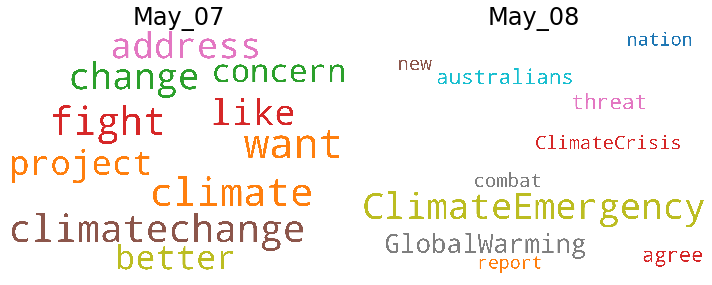 May_07
address
change concern
fight like
want
project
climate
climatechange
better
May_08
nation
new
australians
threat
ClimateCrisis
combat
ClimateEmergency
GlobalWarming
agree
report